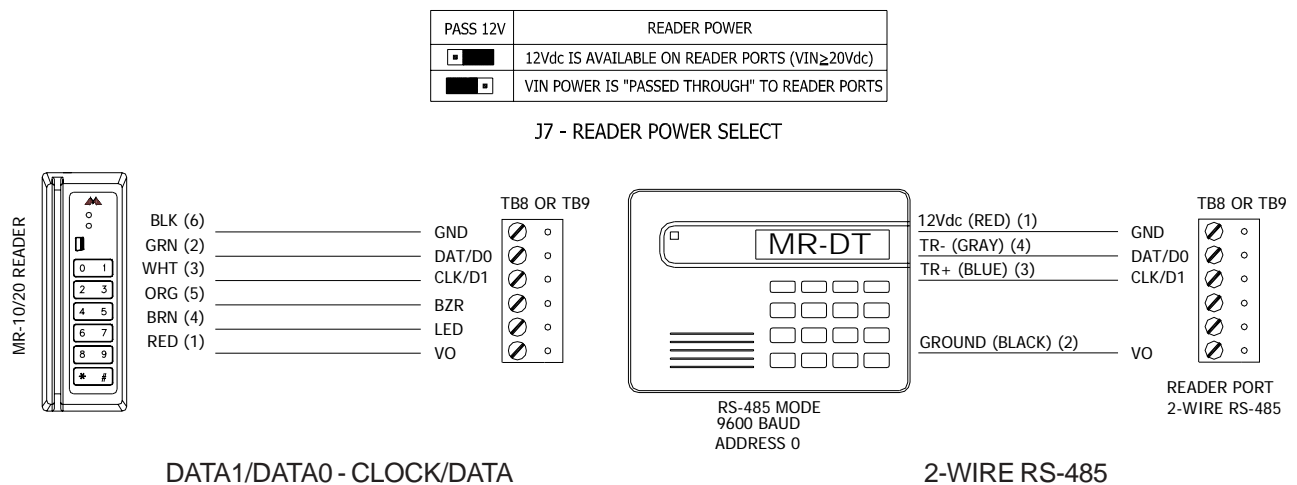 PASS 12V READER POWER
12Vdc IS AVAILABLE ON READER PORTS (VIN≥20Vdc)
VIN POWER IS "PASSED THROUGH" TO READER PORTS
J7 - READER POWER SELECT
MR-10/20 READER
0 1
2 3
4 5
6 7
8 9
* #
BLK (6)
GRN (2)
WHT (3)
ORG (5)
BRN (4)
RED (1)
TB8 OR TB9
GND
DAT/D0
CLK/D1
BZR
LED
VO
DATA1/DATA0 - CLOCK/DATA
MR-DT
RS-485 MODE
9600 BAUD
ADDRESS 0
12Vdc (RED) (1)
TR- (GRAY) (4)
TR+ (BLUE) (3)
GROUND (BLACK) (2)
TB8 OR TB9
GND
DAT/D0
CLK/D1
VO
READER PORT
2-WIRE RS-485
2-WIRE RS-485